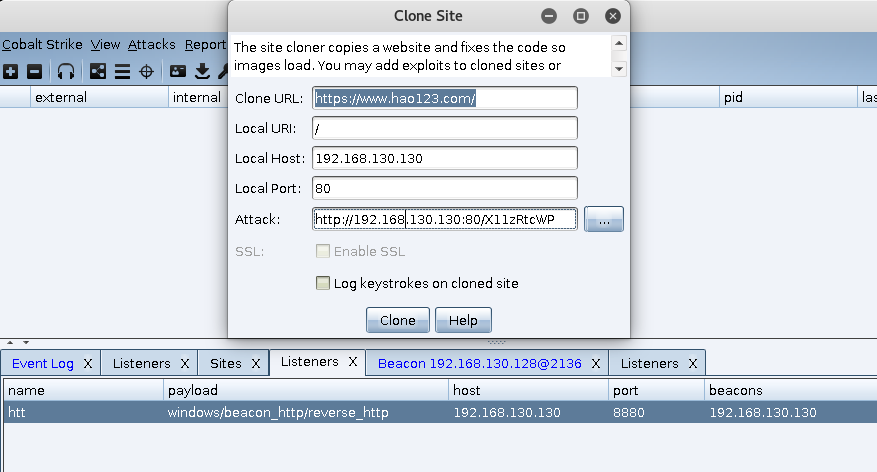 Clone Site
Cobalt Strike View Attacks Report
The site cloner copies a website and fixes the code so
images load. You may add exploits to cloned sites or
external internal pid las
Clone URL: https://www.hao123.com/
Local URI: /
Local Host: 192.168.130.130
Local Port: 80
Attack: http://192.168.130.130:80/X11zRtcWP ...
SSL: Enable SSL
Log keystrokes on cloned site
Clone Help
Event Log X Listeners X Sites X Listeners X Beacon 192.168.130.128@2136 X Listeners X
name payload host port beacons
htt windows/beacon_http/reverse_http 192.168.130.130 8880 192.168.130.130